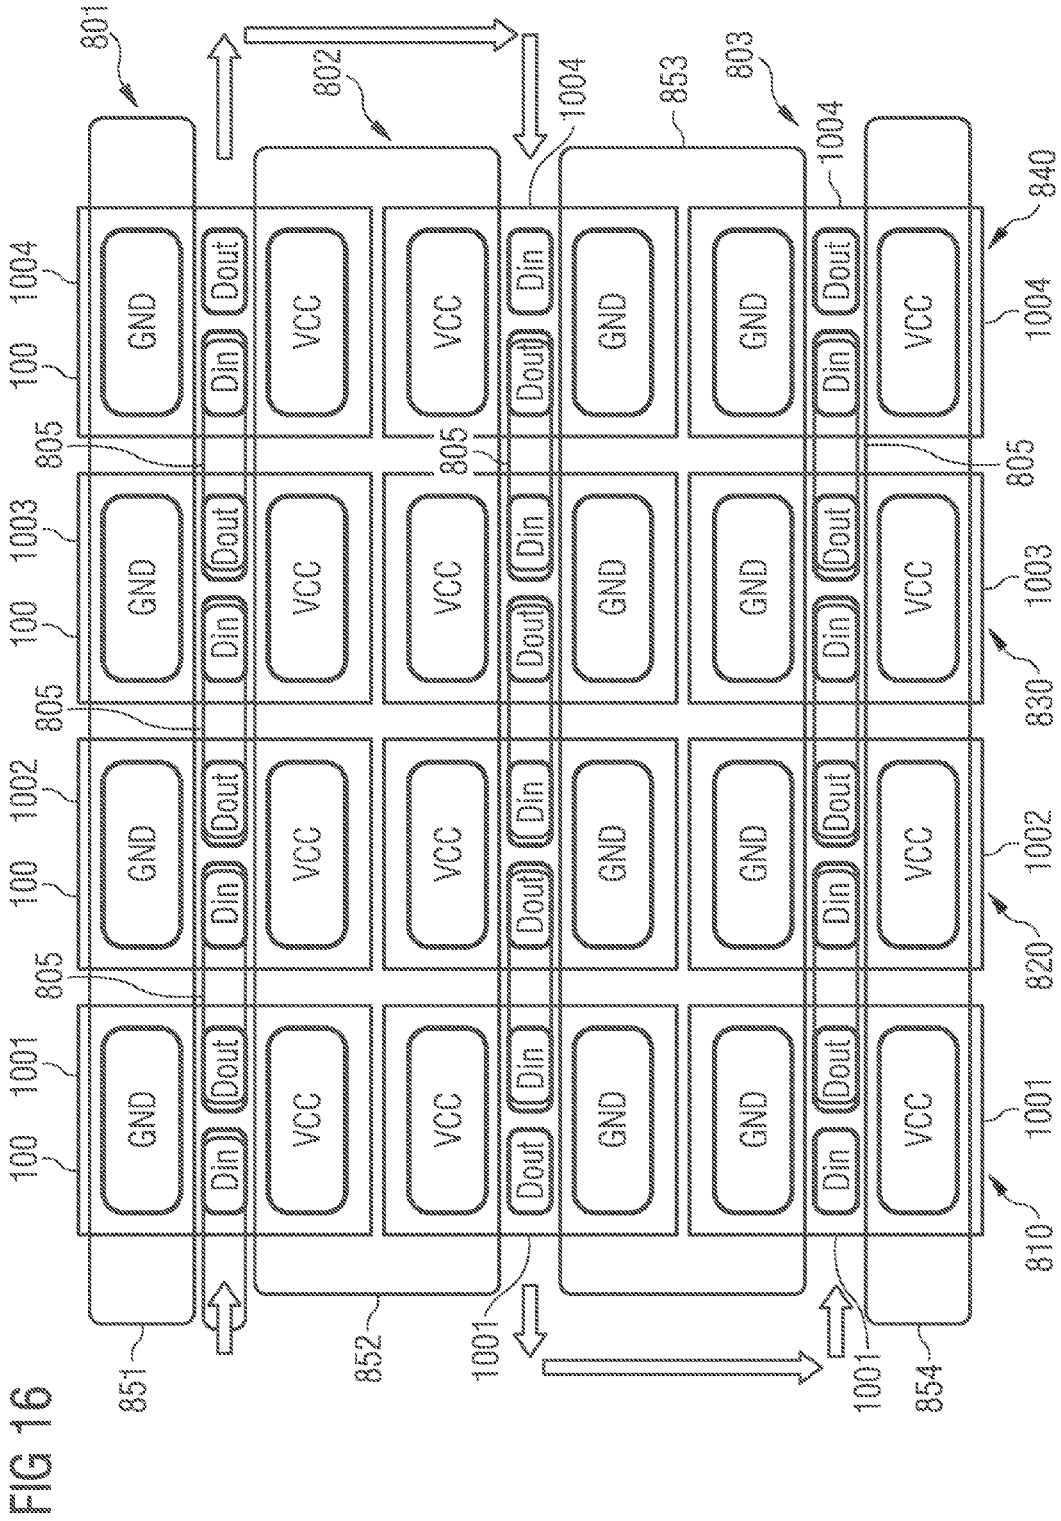 FIG 16
100 1001 100 1002 100 1003 100 1004
805 805 805
801
851 GND GND GND GND
Din Dout Din Dout Din Dout Din Dout
VCC VCC VCC VCC 802
852
VCC VCC 805 VCC VCC
1001
Dout Din Dout Din Dout Din Dout Din
1004
GND GND GND GND
853
GND GND GND GND 803
Din Dout Din Dout Din Dout Din Dout 1004
1001
854 VCC VCC VCC VCC
805
1001 1002 1003 1004
810 820 830 840